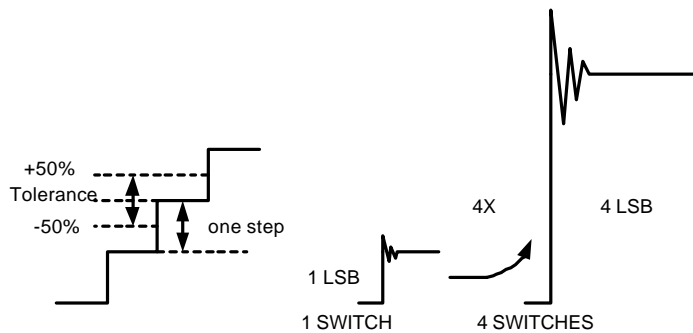 +50%
Tolerance
-50%
one step
1 LSB
1 SWITCH
4X
4 LSB
4 SWITCHES